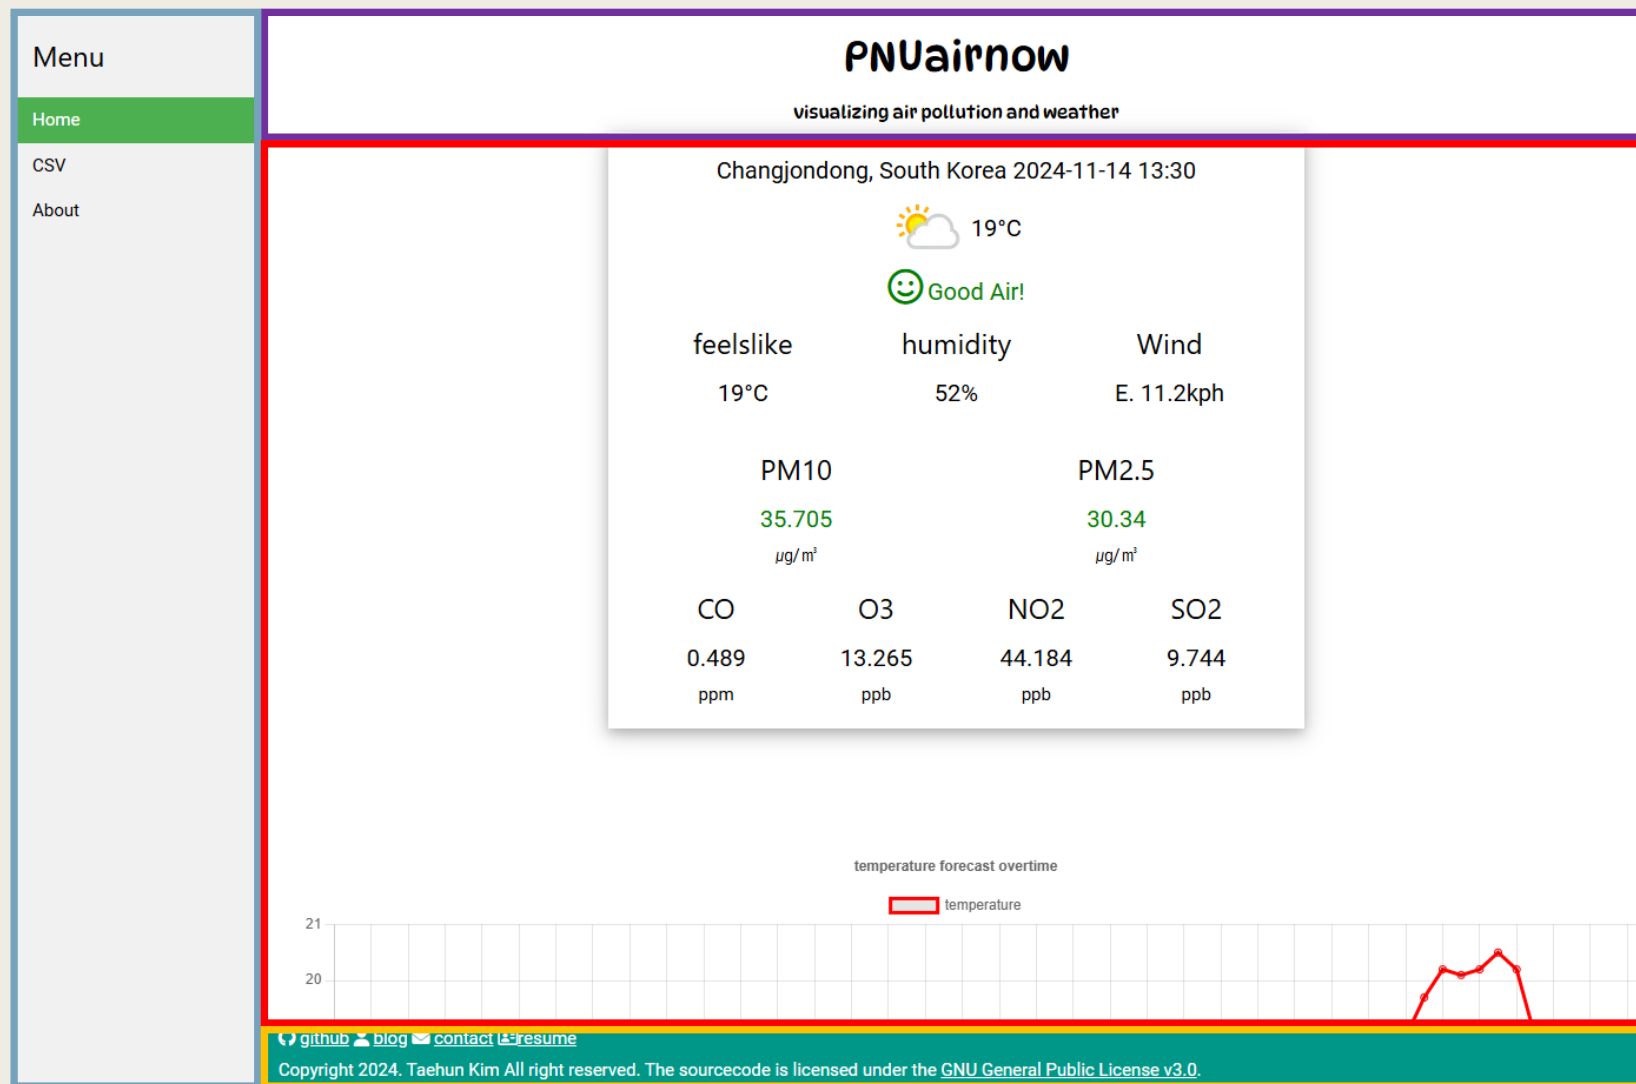 Menu
Home
CSV
About
PNUairnow
visualizing air pollution and weather
Changjondong, South Korea 2024-11-14 13:30
19°C
Good Air!
feelslike humidity Wind
19°C 52% E. 11.2kph
PM10 PM2.5
35.705 30.34
㎍/㎥ ㎍/㎥
CO O3 NO2 SO2
0.489 13.265 44.184 9.744
ppm ppb ppb ppb
temperature forecast overtime
temperature
21
20
github blog contact resume
Copyright 2024. Taehun Kim All right reserved. The sourcecode is licensed under the GNU General Public License v3.0.